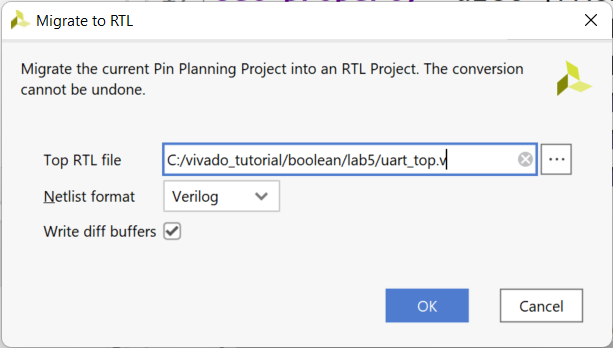 Migrate to RTL
Migrate the current Pin Planning Project into an RTL Project. The conversion
cannot be undone.
Top RTL file C:/vivado_tutorial/boolean/lab5/uart_top.v ...
Netlist format Verilog
Write diff buffers
OK Cancel